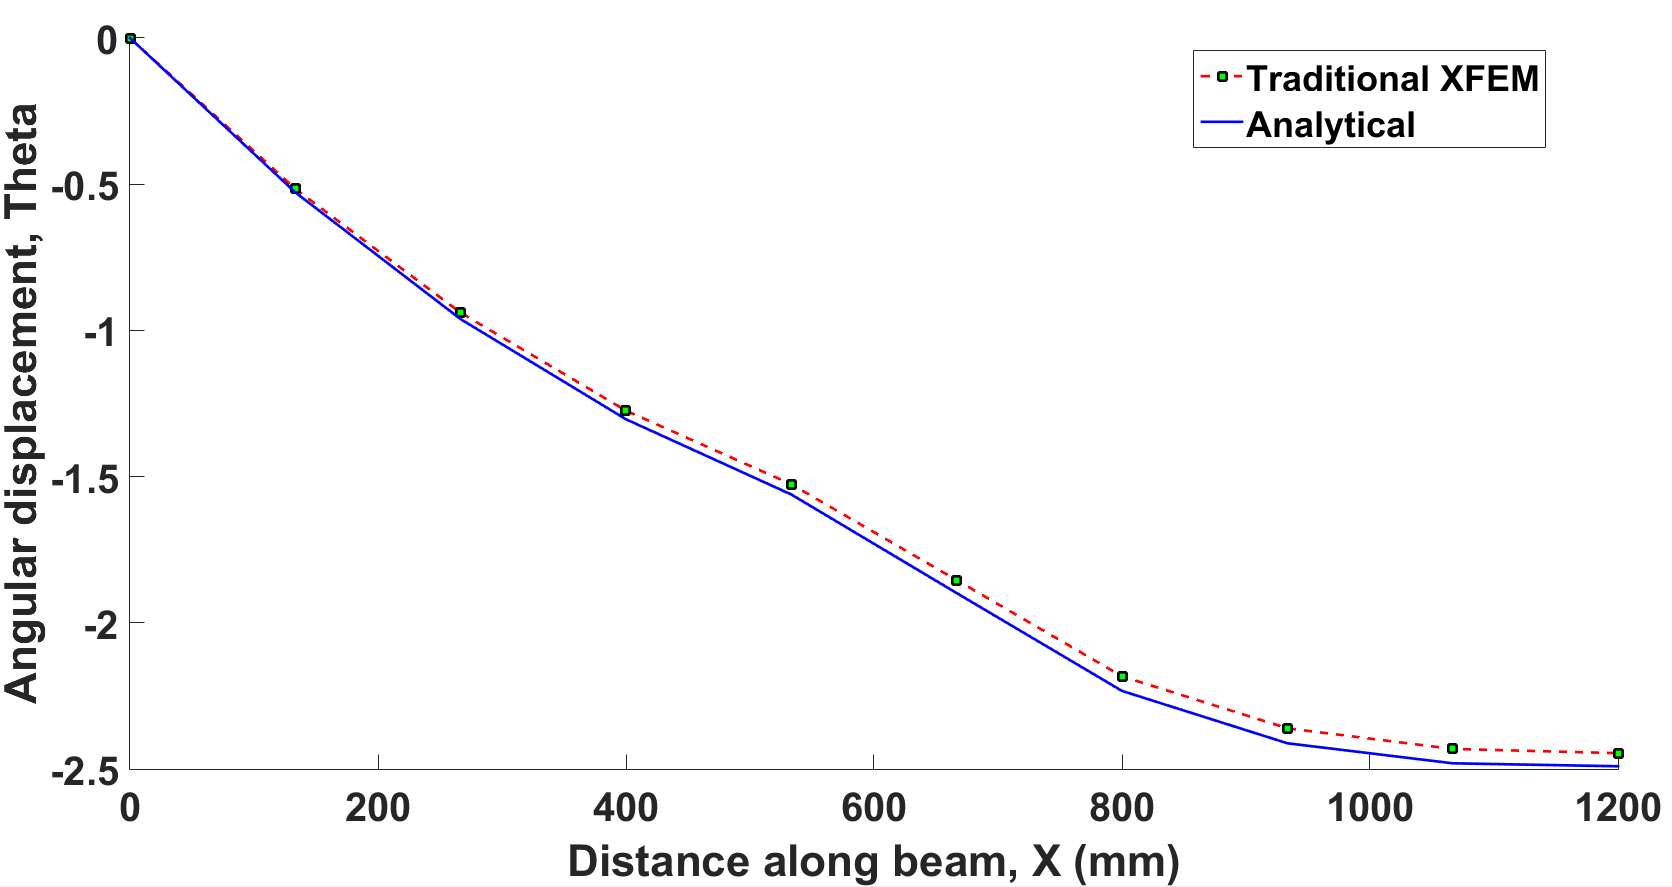 0
-0.5
-1
-1.5
-2
-2.5
Angular displacement, Theta
Traditional XFEM
Analytical
0 200 400 600 800 1000 1200
Distance along beam, X (mm)